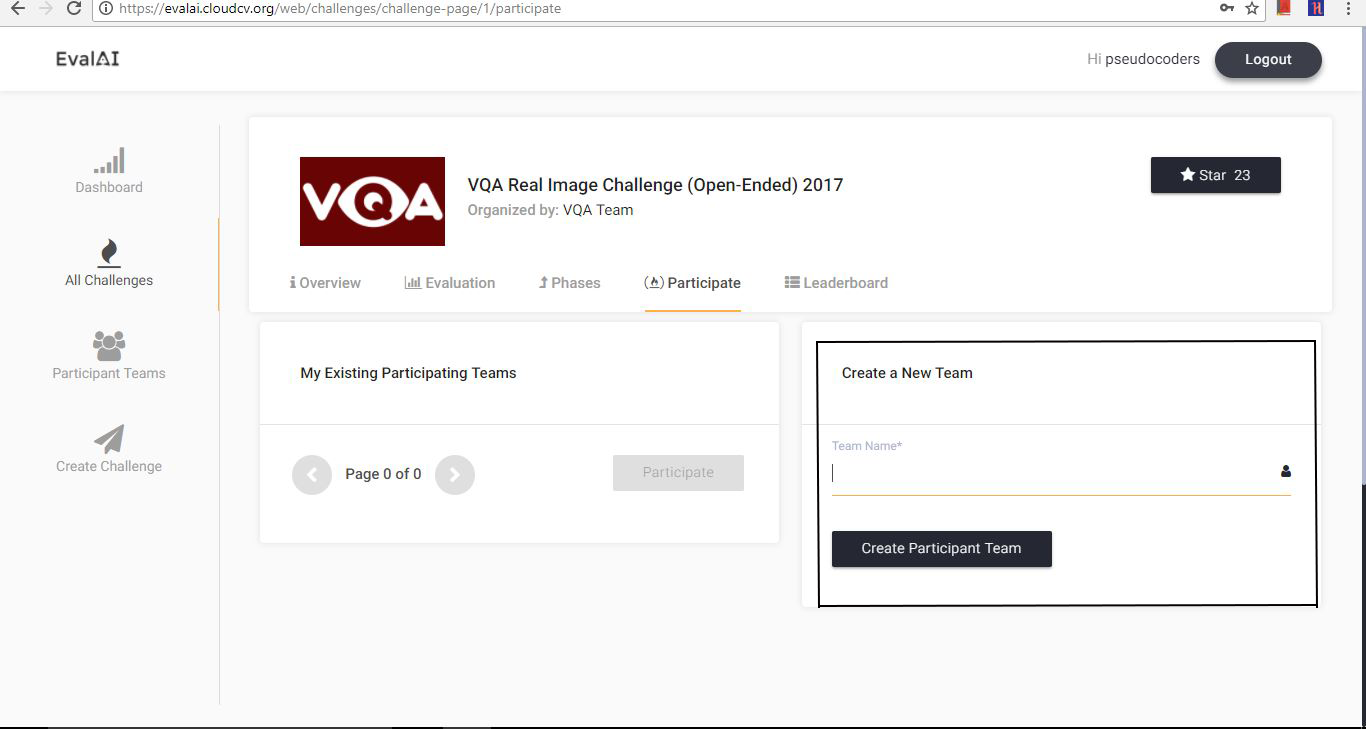 https://evalai.cloudcv.org/web/challenges/challenge-page/1/participate
EvalAI
Hi pseudocoders
Logout
Dashboard
All Challenges
Participant Teams
Create Challenge
VQA
VQA Real Image Challenge (Open-Ended) 2017
Organized by: VQA Team
Star 23
Overview
Evaluation
Phases
Participate
Leaderboard
My Existing Participating Teams
Page 0 of 0
Participate
Create a New Team
Team Name*
Create Participant Team